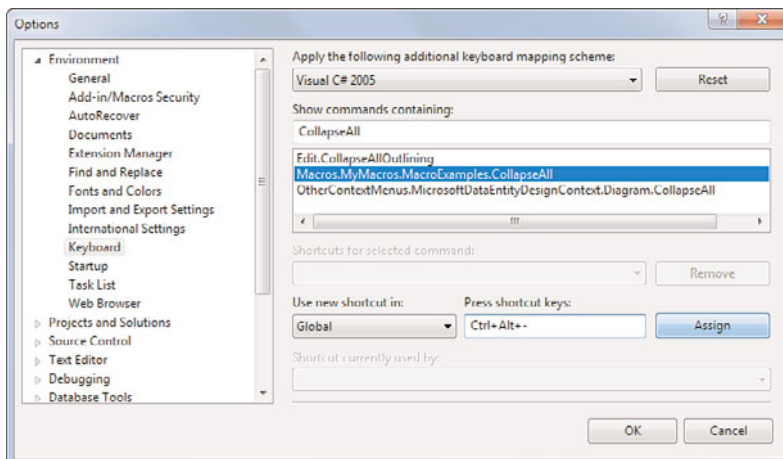 Options
Environment
General
Add-in/Macros Security
AutoRecover
Documents
Extension Manager
Find and Replace
Fonts and Colors
Import and Export Settings
International Settings
Keyboard
Startup
Task List
Web Browser
Projects and Solutions
Source Control
Text Editor
Debugging
Database Tools
Apply the following additional keyboard mapping scheme:
Visual C# 2005
Reset
Show commands containing:
CollapseAll
Edit.CollapseAllOutlining
Macros.MyMacros.MacroExamples.CollapseAll
OtherContextMenus.MicrosoftDataEntityDesignContext.Diagram.CollapseAll
Shortcuts for selected command:
Remove
Use new shortcut in:
Press shortcut keys:
Global
Ctrl+Alt+-
Assign
Shortcut currently used by:
OK
Cancel